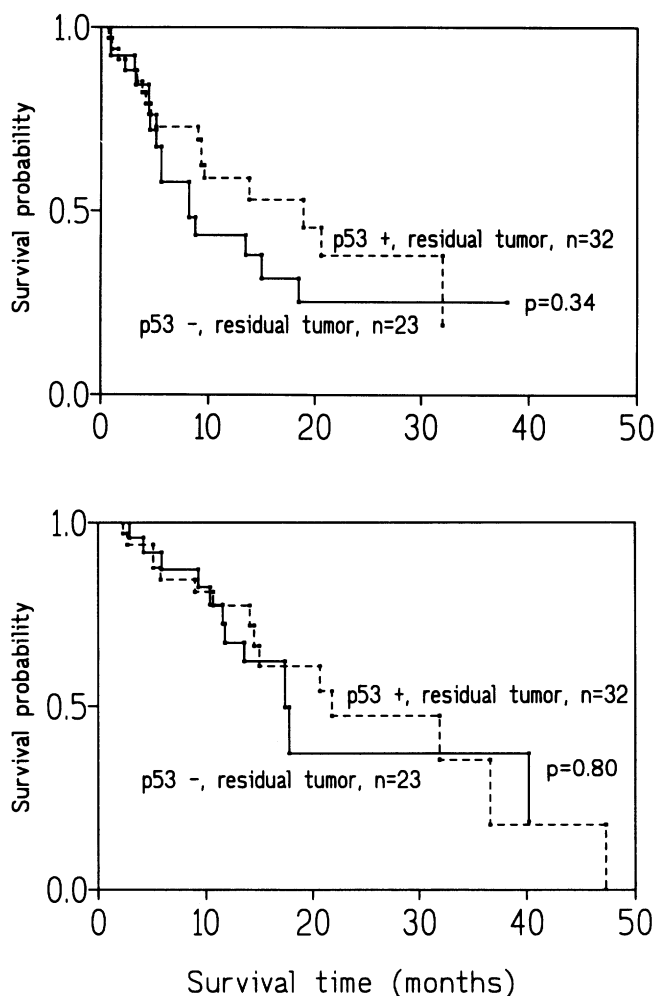 Survival probability
1.0
0.5
0.0
p53 +, residual tumor, n=32
p53 -, residual tumor, n=23
p=0.34
0 10 20 30 40 50
Survival probability
1.0
0.5
0.0
p53 +, residual tumor, n=32
p53 -, residual tumor, n=23
p=0.80
0 10 20 30 40 50
Survival time (months)